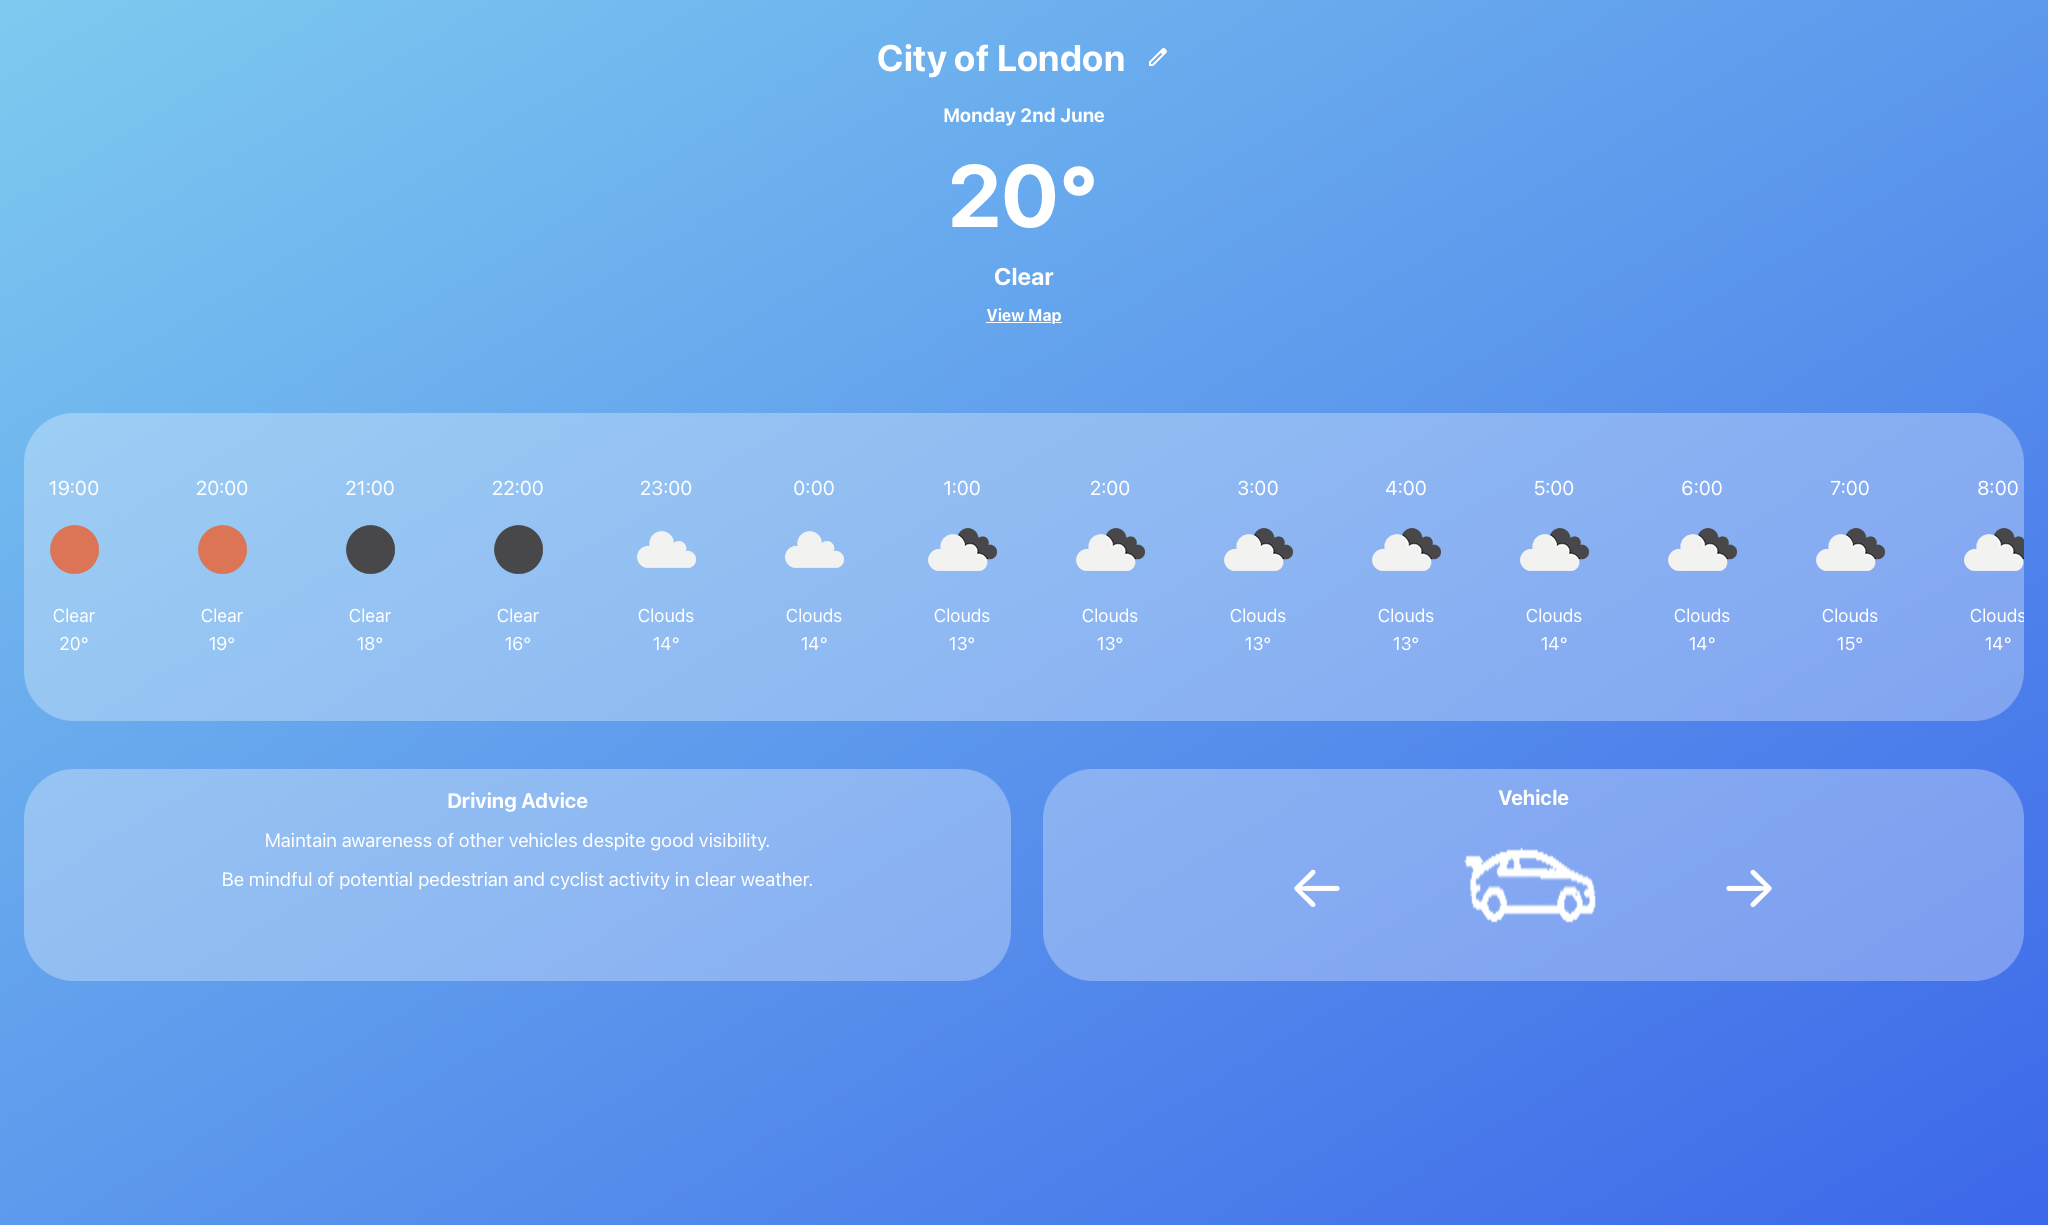 City of London
Monday 2nd June
20°
Clear
View Map
19:00 20:00 21:00 22:00 23:00 0:00 1:00 2:00 3:00 4:00 5:00 6:00 7:00 8:00
Clear Clear Clear Clear Clouds Clouds Clouds Clouds Clouds Clouds Clouds Clouds Clouds Clouds
20° 19° 18° 16° 14° 14° 13° 13° 13° 13° 14° 14° 15° 14°
Driving Advice
Maintain awareness of other vehicles despite good visibility.
Be mindful of potential pedestrian and cyclist activity in clear weather.
Vehicle